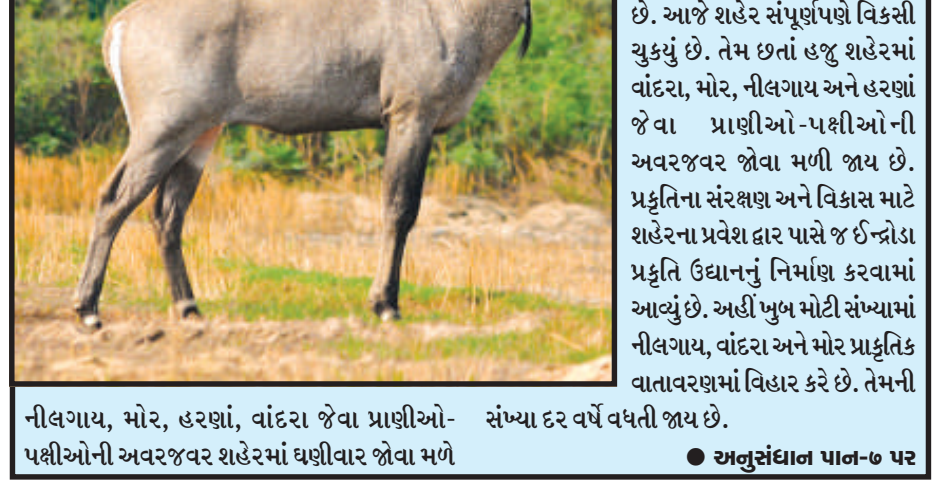 નીલગાય, મોર, હરણાં, વાંદરા જેવા પ્રાણીઓ-
પક્ષીઓની અવરજવર શહેરમાં ઘણીવાર જોવા મળે
છે. આજે શહેર સંપૂર્ણપણે વિકસી
ચુકયું છે. તેમ છતાં હજુ શહેરમાં
વાંદરા, મોર, નીલગાય અને હરણાં
જેવા પ્રાણીઓ-પક્ષીઓની
અવરજવર જોવા મળી જાય છે.
પ્રકૃતિના સંરક્ષણ અને વિકાસ માટે
શહેરના પ્રવેશ દ્વાર પાસે જ ઈન્દ્રોડા
પ્રકૃતિ ઉદ્યાનનું નિર્માણ કરવામાં
આવ્યું છે. અહીં ખુબ મોટી સંખ્યામાં
નીલગાય, વાંદરા અને મોર પ્રાકૃતિક
વાતાવરણમાં વિહાર કરે છે. તેમની
સંખ્યા દર વર્ષે વધતી જાય છે.
● અનુસંધાન પાન-૭ પર